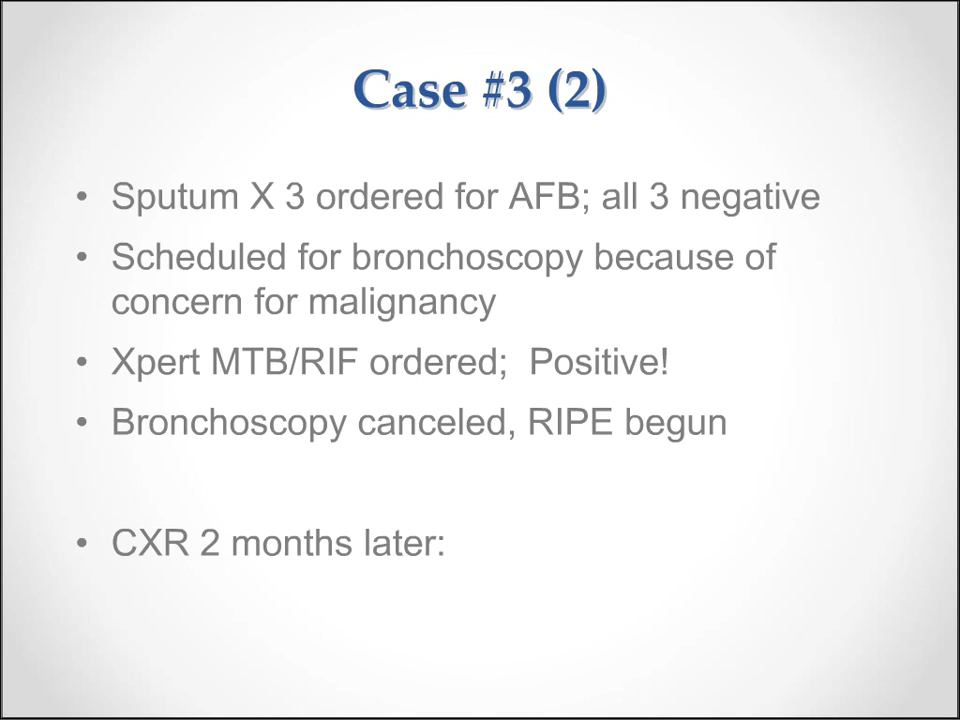 Case #3 (2)
• Sputum X 3 ordered for AFB; all 3 negative
• Scheduled for bronchoscopy because of
concern for malignancy
• Xpert MTB/RIF ordered;  Positive!
• Bronchoscopy canceled, RIPE begun
• CXR 2 months later: